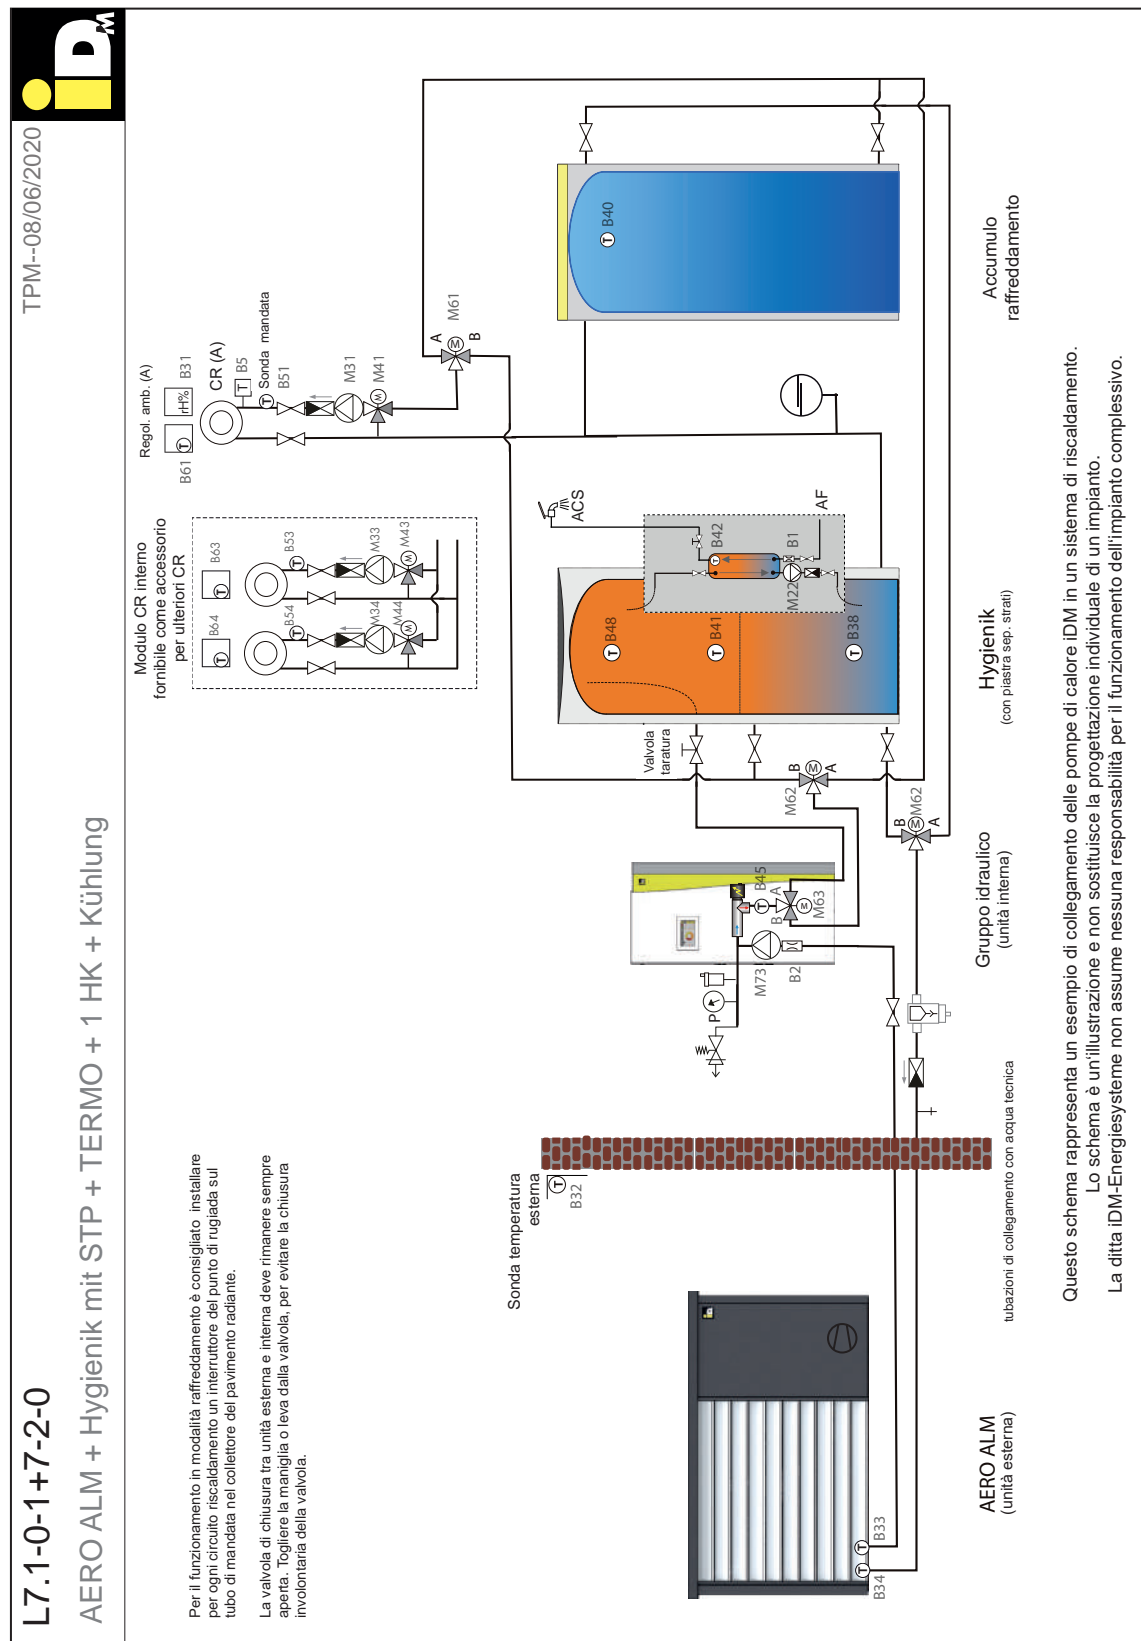 L7.1-0-1+7-2-0
TPM--08/06/2020
iDM
AERO ALM + Hygienik mit STP + TERMO + 1 HK + Kühlung
Per il funzionamento in modalità raffreddamento è consigliato installare
per ogni circuito riscaldamento un interruttore del punto di rugiada sul
tubo di mandata nel collettore del pavimento radiante.
La valvola di chiusura tra unità esterna e interna deve rimanere sempre
aperta. Togliere la maniglia o leva dalla valvola, per evitare la chiusura
involontaria della valvola.
Modulo CR interno
fornibile come accessorio
per ulteriori CR
B64
B63
T
T
B54
B53
M34
M33
M44
M43
M
M
Regol. amb. (A)
B61
B31
T
rH%
CR (A)
T
B5
T
Sonda mandata
B51
M31
M41
M
A
M
M61
B
Sonda temperatura
esterna
T
B32
P
M73
B2
B45
T
A
B
M
M63
Valvola
taratura
M62
B
M
A
B
M62
M
A
ACS
T
B48
T
B41
T
B38
B42
T
M22
B1
AF
T
B40
B34
B33
T
T
AERO ALM
(unità esterna)
tubazioni di collegamento con acqua tecnica
Gruppo idraulico
(unità interna)
Hygienik
(con piastra sep. strati)
Accumulo
raffreddamento
Questo schema rappresenta un esempio di collegamento delle pompe di calore iDM in un sistema di riscaldamento.
Lo schema è un'illustrazione e non sostituisce la progettazione individuale di un impianto.
La ditta iDM-Energiesysteme non assume nessuna responsabilità per il funzionamento dell'impianto complessivo.